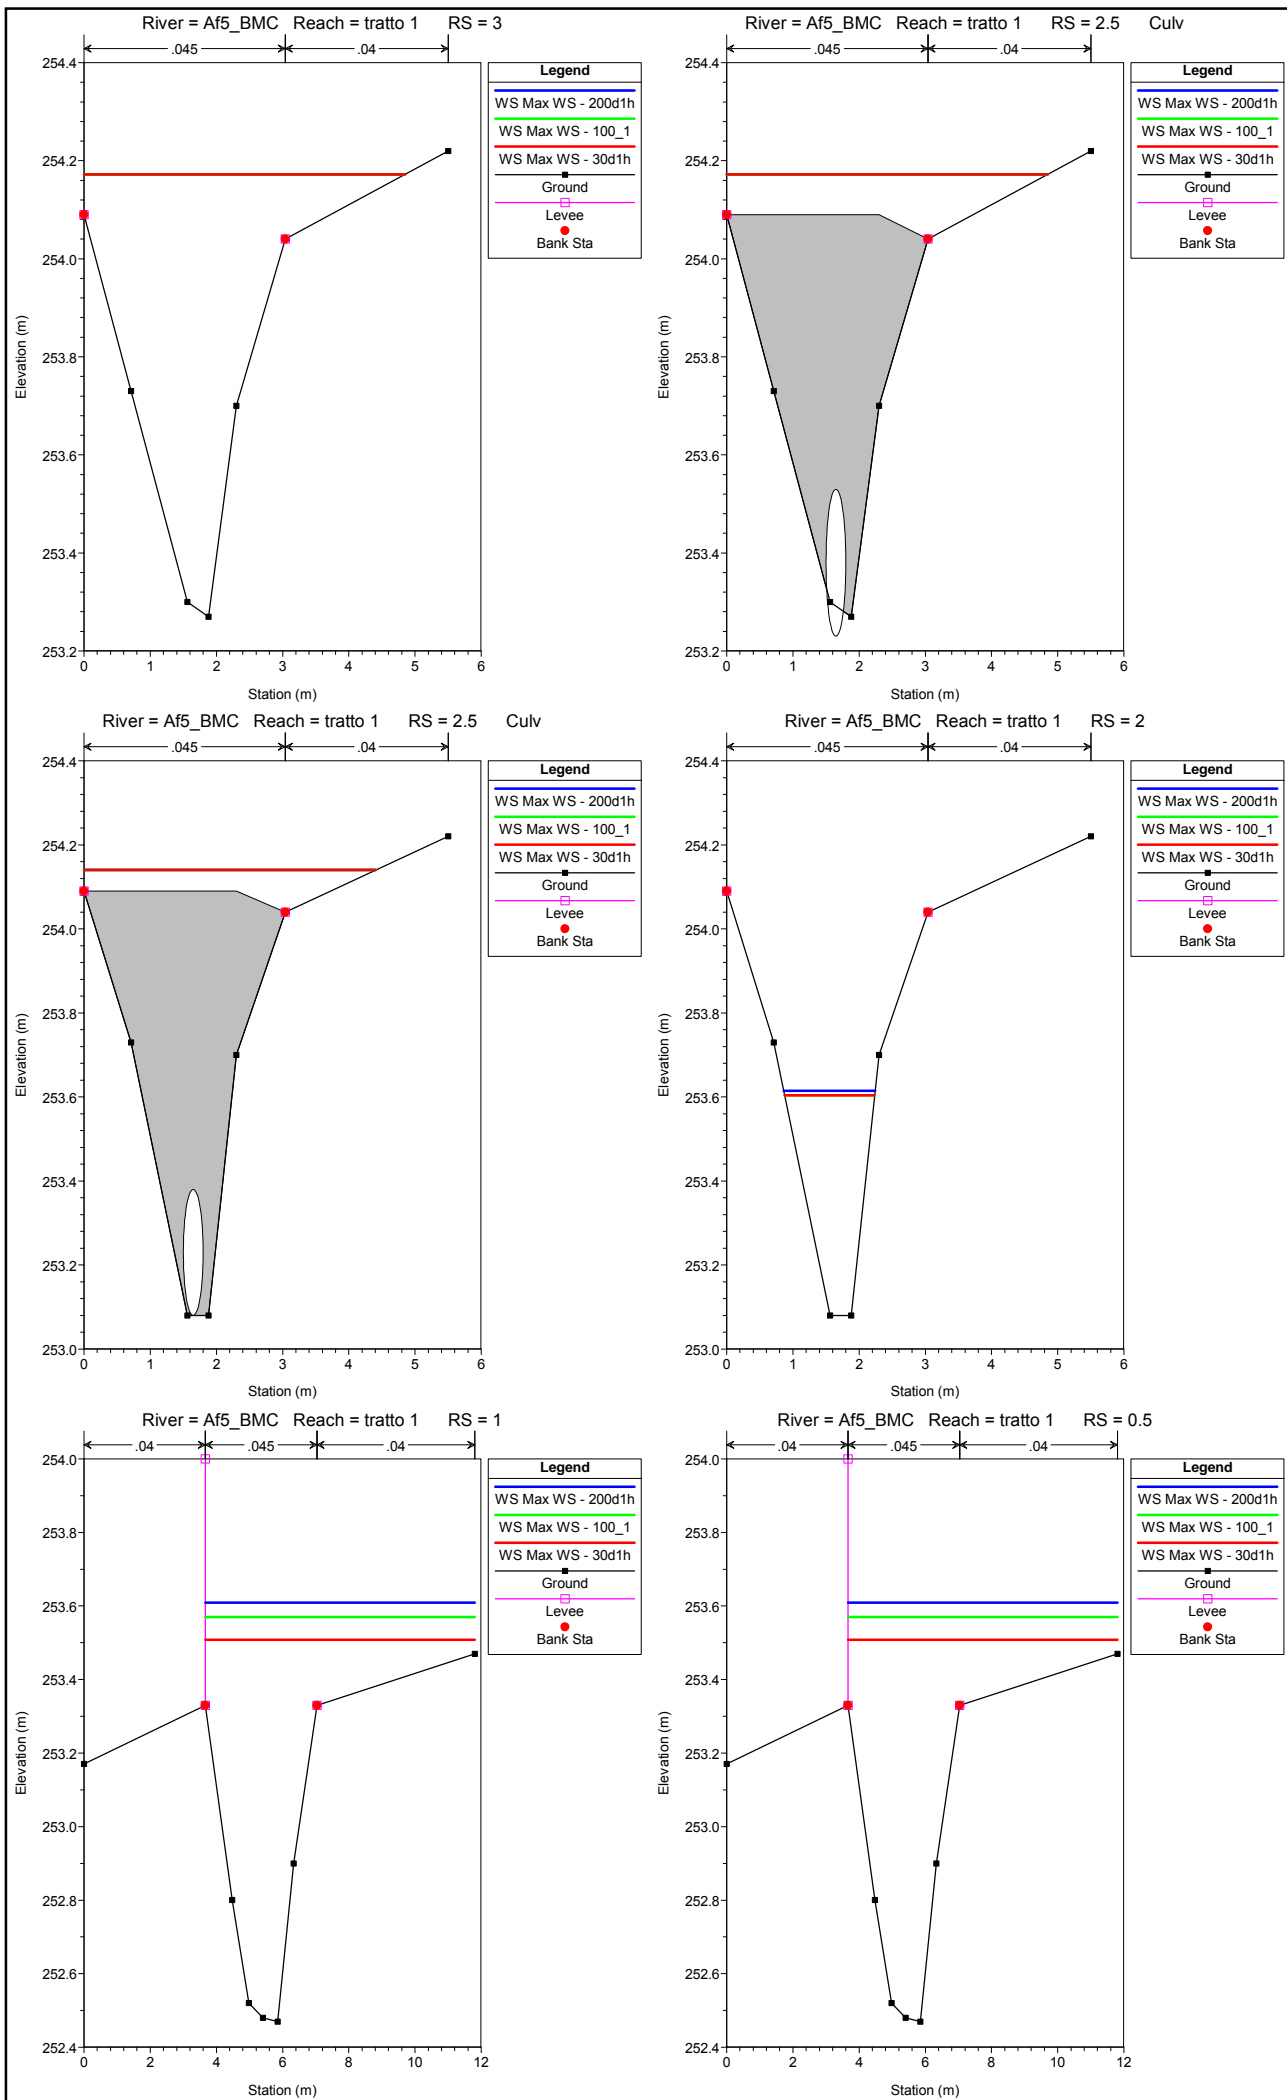 River = Af5_BMC Reach = tratto 1 RS = 3
.045 .04
Legend
WS Max WS - 200d1h
WS Max WS - 100_1
WS Max WS - 30d1h
Ground
Levee
Bank Sta
254.4
254.2
254.0
253.8
253.6
253.4
253.2
Elevation (m)
0 1 2 3 4 5 6
Station (m)
River = Af5_BMC Reach = tratto 1 RS = 2.5 Culv
.045 .04
Legend
WS Max WS - 200d1h
WS Max WS - 100_1
WS Max WS - 30d1h
Ground
Levee
Bank Sta
254.4
254.2
254.0
253.8
253.6
253.4
253.2
Elevation (m)
0 1 2 3 4 5 6
Station (m)
River = Af5_BMC Reach = tratto 1 RS = 2.5 Culv
.045 .04
Legend
WS Max WS - 200d1h
WS Max WS - 100_1
WS Max WS - 30d1h
Ground
Levee
Bank Sta
254.4
254.2
254.0
253.8
253.6
253.4
253.2
253.0
Elevation (m)
0 1 2 3 4 5 6
Station (m)
River = Af5_BMC Reach = tratto 1 RS = 2
.045 .04
Legend
WS Max WS - 200d1h
WS Max WS - 100_1
WS Max WS - 30d1h
Ground
Levee
Bank Sta
254.4
254.2
254.0
253.8
253.6
253.4
253.2
253.0
Elevation (m)
0 1 2 3 4 5 6
Station (m)
River = Af5_BMC Reach = tratto 1 RS = 1
.04 .045 .04
Legend
WS Max WS - 200d1h
WS Max WS - 100_1
WS Max WS - 30d1h
Ground
Levee
Bank Sta
254.0
253.8
253.6
253.4
253.2
253.0
252.8
252.6
252.4
Elevation (m)
0 2 4 6 8 10 12
Station (m)
River = Af5_BMC Reach = tratto 1 RS = 0.5
.04 .045 .04
Legend
WS Max WS - 200d1h
WS Max WS - 100_1
WS Max WS - 30d1h
Ground
Levee
Bank Sta
254.0
253.8
253.6
253.4
253.2
253.0
252.8
252.6
252.4
Elevation (m)
0 2 4 6 8 10 12
Station (m)